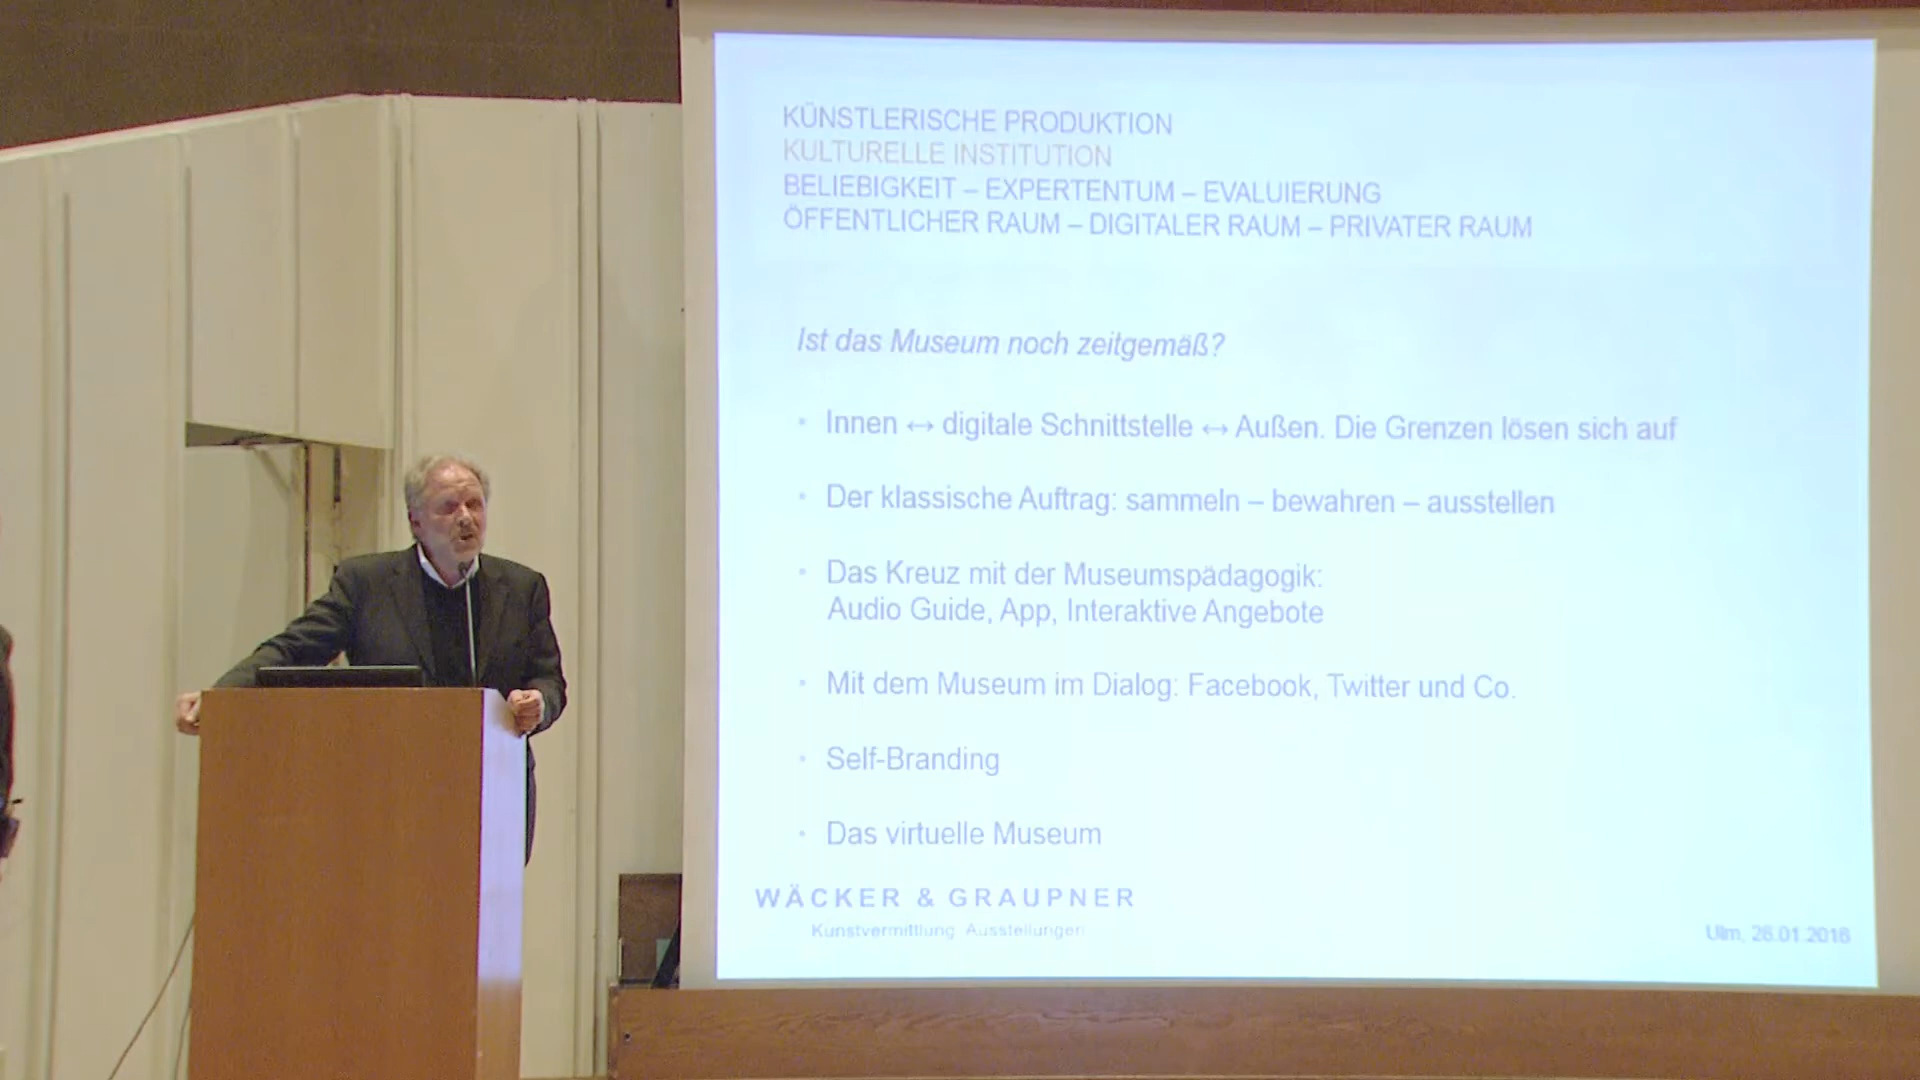 KÜNSTLERISCHE PRODUKTION
KULTURELLE INSTITUTION
BELIEBIGKEIT – EXPERTENTUM – EVALUIERUNG
ÖFFENTLICHER RAUM – DIGITALER RAUM – PRIVATER RAUM
Ist das Museum noch zeitgemäß?
• Innen ↔ digitale Schnittstelle ↔ Außen. Die Grenzen lösen sich auf
• Der klassische Auftrag: sammeln – bewahren – ausstellen
• Das Kreuz mit der Museumspädagogik:
Audio Guide, App, Interaktive Angebote
• Mit dem Museum im Dialog: Facebook, Twitter und Co.
• Self-Branding
• Das virtuelle Museum
WÄCKER & GRAUPNER
Kunstvermittlung Ausstellungen
Ulm,